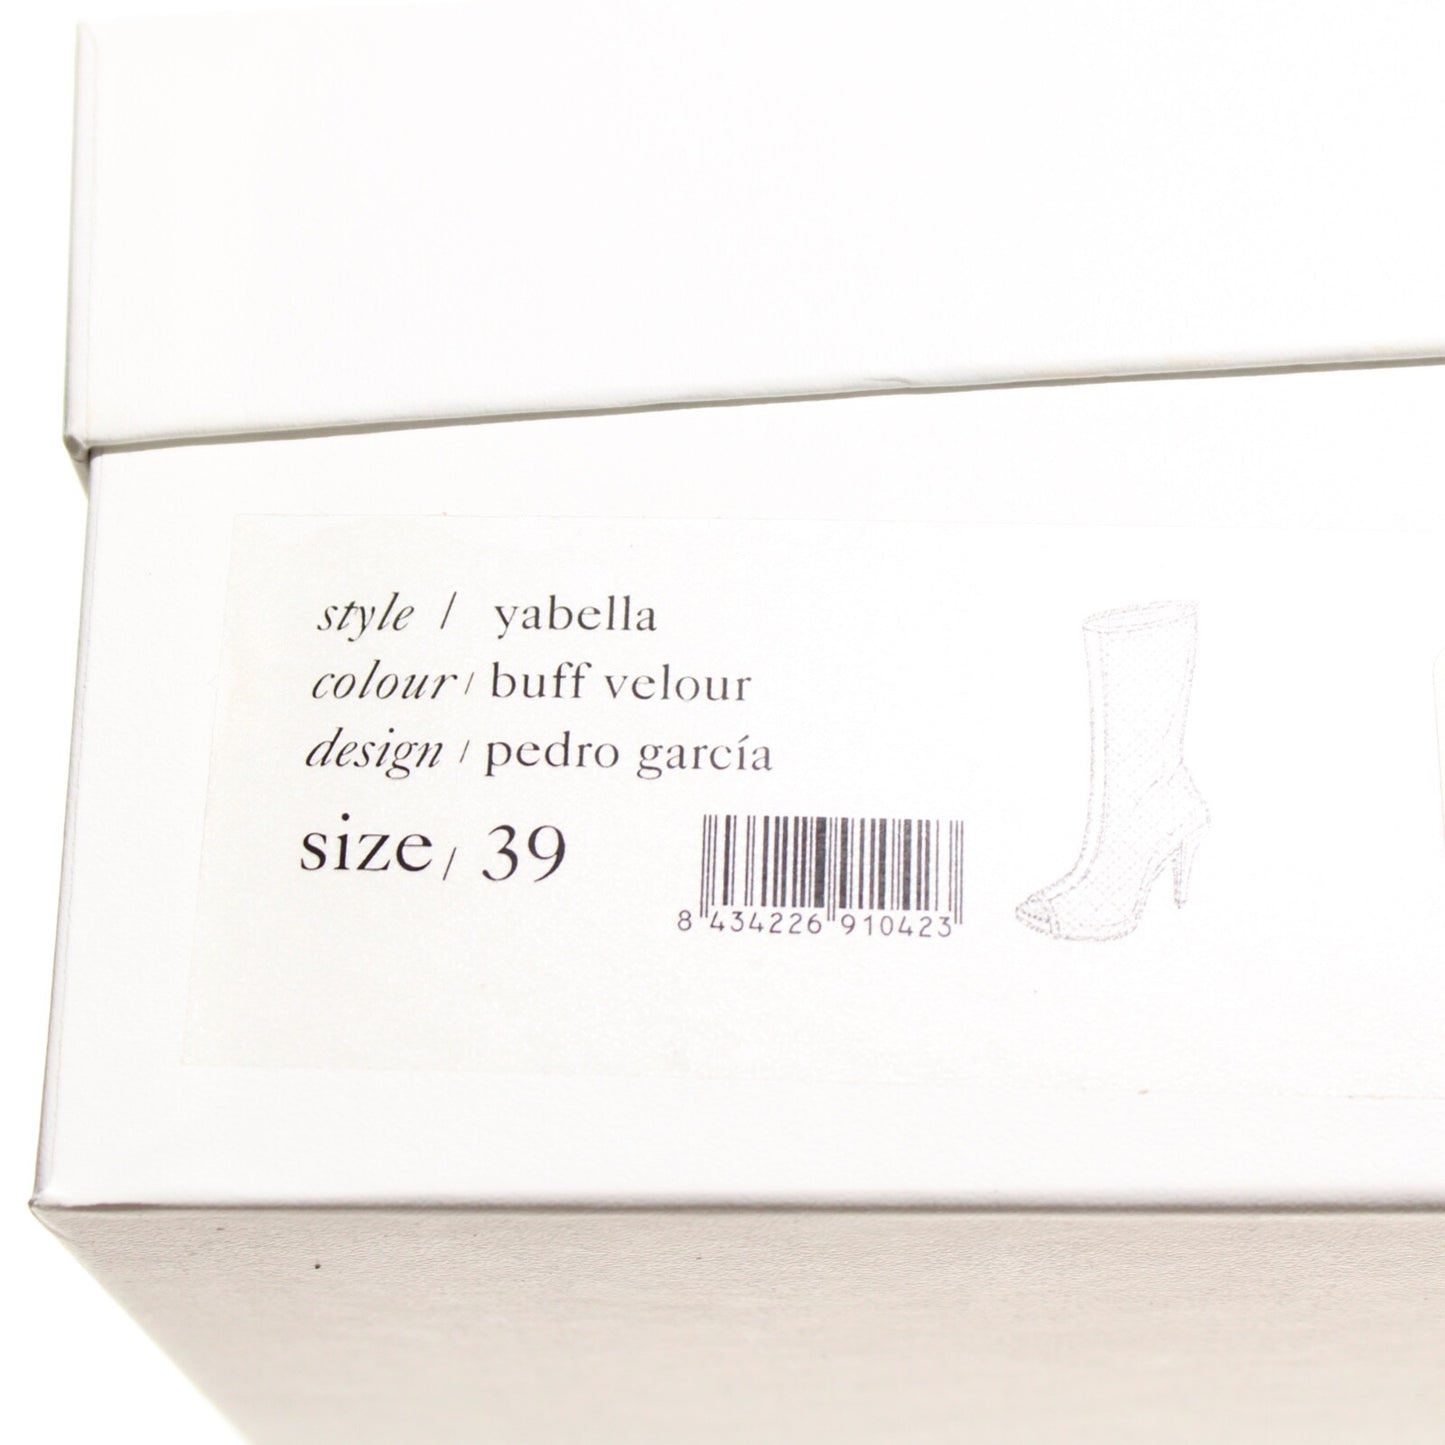 style / yabella
colour / buff velour
design / pedro garcía
size / 39
8 434226 910423